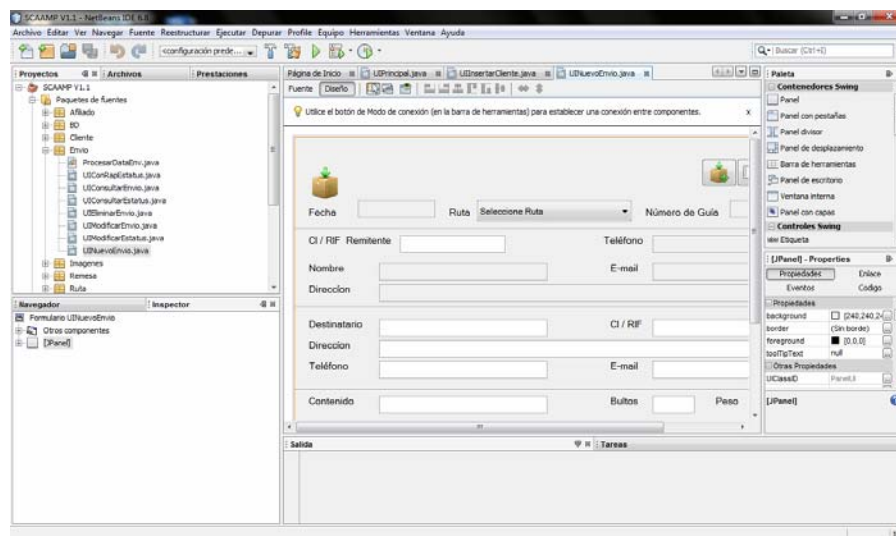 SCAAMP V1.1 - NetBeans IDE 6.8
Archivo Editar Ver Navegar Fuente Reestructurar Ejecutar Depurar Profile Equipo Herramientas Ventana Ayuda
<configuración prede...
Buscar (Ctrl+I)
Proyectos Archivos Prestaciones
SCAAMP V1.1
Paquetes de fuentes
Afiliado
BD
Cliente
Envio
ProcesarDataEnv.java
UIConRapEstatus.java
UIConsultarEnvio.java
UIConsultarEstatus.java
UIEliminarEnvio.java
UIModificarEnvio.java
UIModificarEstatus.java
UINuevoEnvio.java
Imagenes
Remesa
Ruta
Navegador Inspector
Formulario UINuevoEnvio
Otros componentes
[JPanel]
Página de Inicio UIPrincipal.java UIInsertarCliente.java UINuevoEnvio.java
Fuente Diseño
Utilice el botón de Modo de conexión (en la barra de herramientas) para establecer una conexión entre componentes. x
Fecha Ruta Seleccione Ruta Número de Guía
CI / RIF Remitente Teléfono
Nombre E-mail
Direccion
Destinatario CI / RIF
Direccion
Teléfono E-mail
Contenido Bultos Peso
Salida Tareas
Paleta
Contenedores Swing
Panel
Panel con pestañas
Panel divisor
Panel de desplazamiento
Barra de herramientas
Panel de escritorio
Ventana interna
Panel con capas
Controles Swing
Etiqueta
[JPanel] - Properties
Propiedades Enlace
Eventos Codigo
Propiedades
background [240,240,24
border (Sin borde)
foreground [0,0,0]
toolTipText null
Otras Propiedades
UIClassID PanelUI
[JPanel]